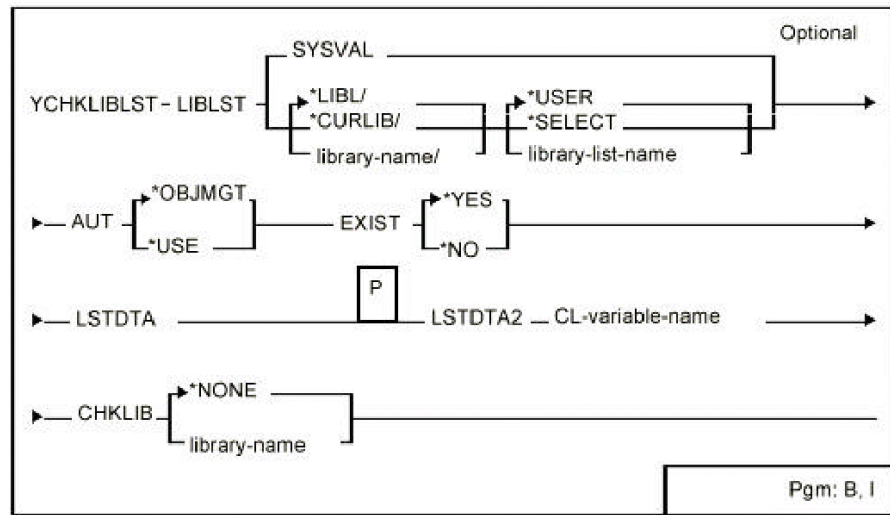 Optional
SYSVAL
YCHKLIBLST - LIBLST
*LIBL/
*CURLIB/
library-name/
*USER
*SELECT
library-list-name
AUT
*OBJMGT
*USE
EXIST
*YES
*NO
LSTDTA
P
LSTDTA2
CL-variable-name
CHKLIB
*NONE
library-name
Pgm: B, I